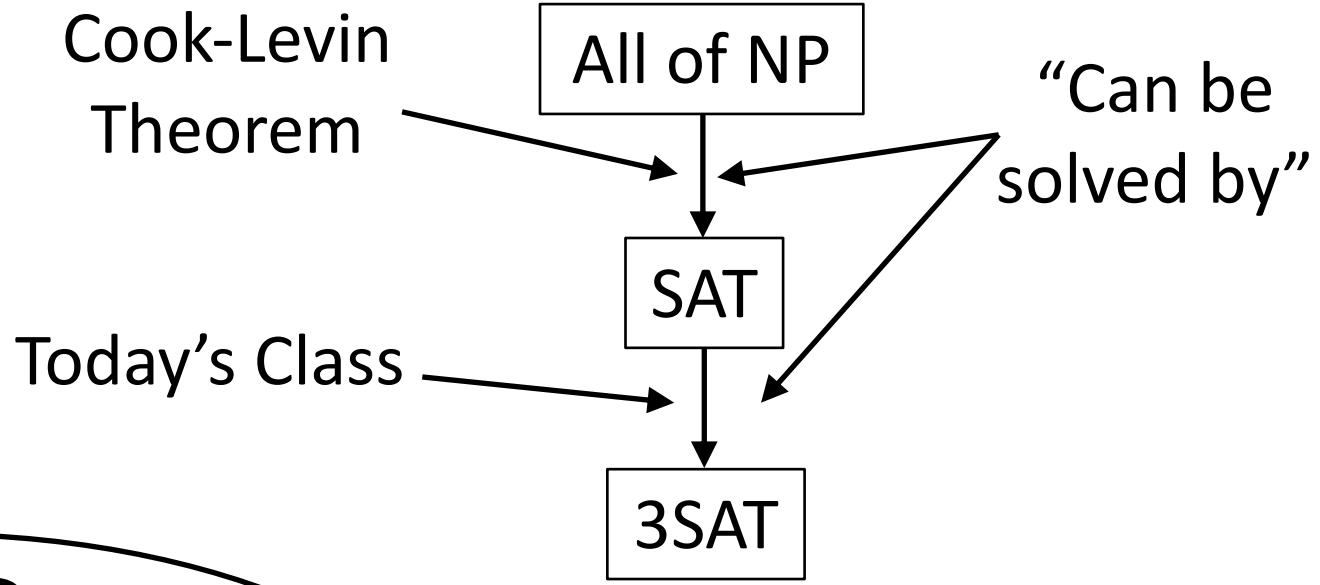 Cook-Levin
Theorem
All of NP
“Can be
solved by”
SAT
Today’s Class
3SAT